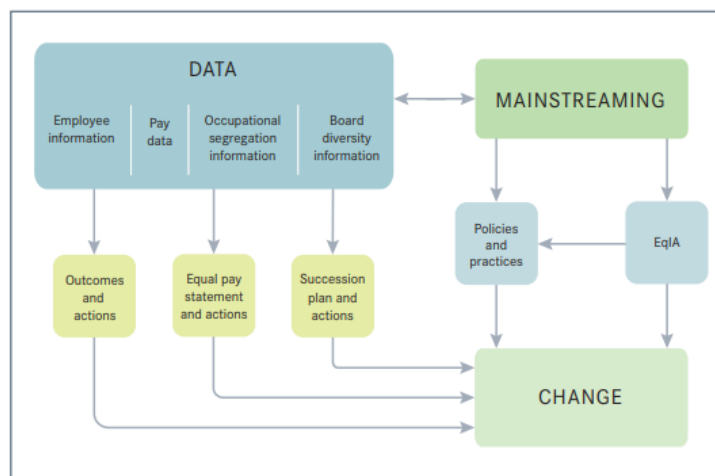 DATA
Employee
information
Pay
data
Occupational
segregation
information
Board
diversity
information
MAINSTREAMING
Policies
and
practices
EqIA
Outcomes
and
actions
Equal pay
statement
and actions
Succession
plan and
actions
CHANGE